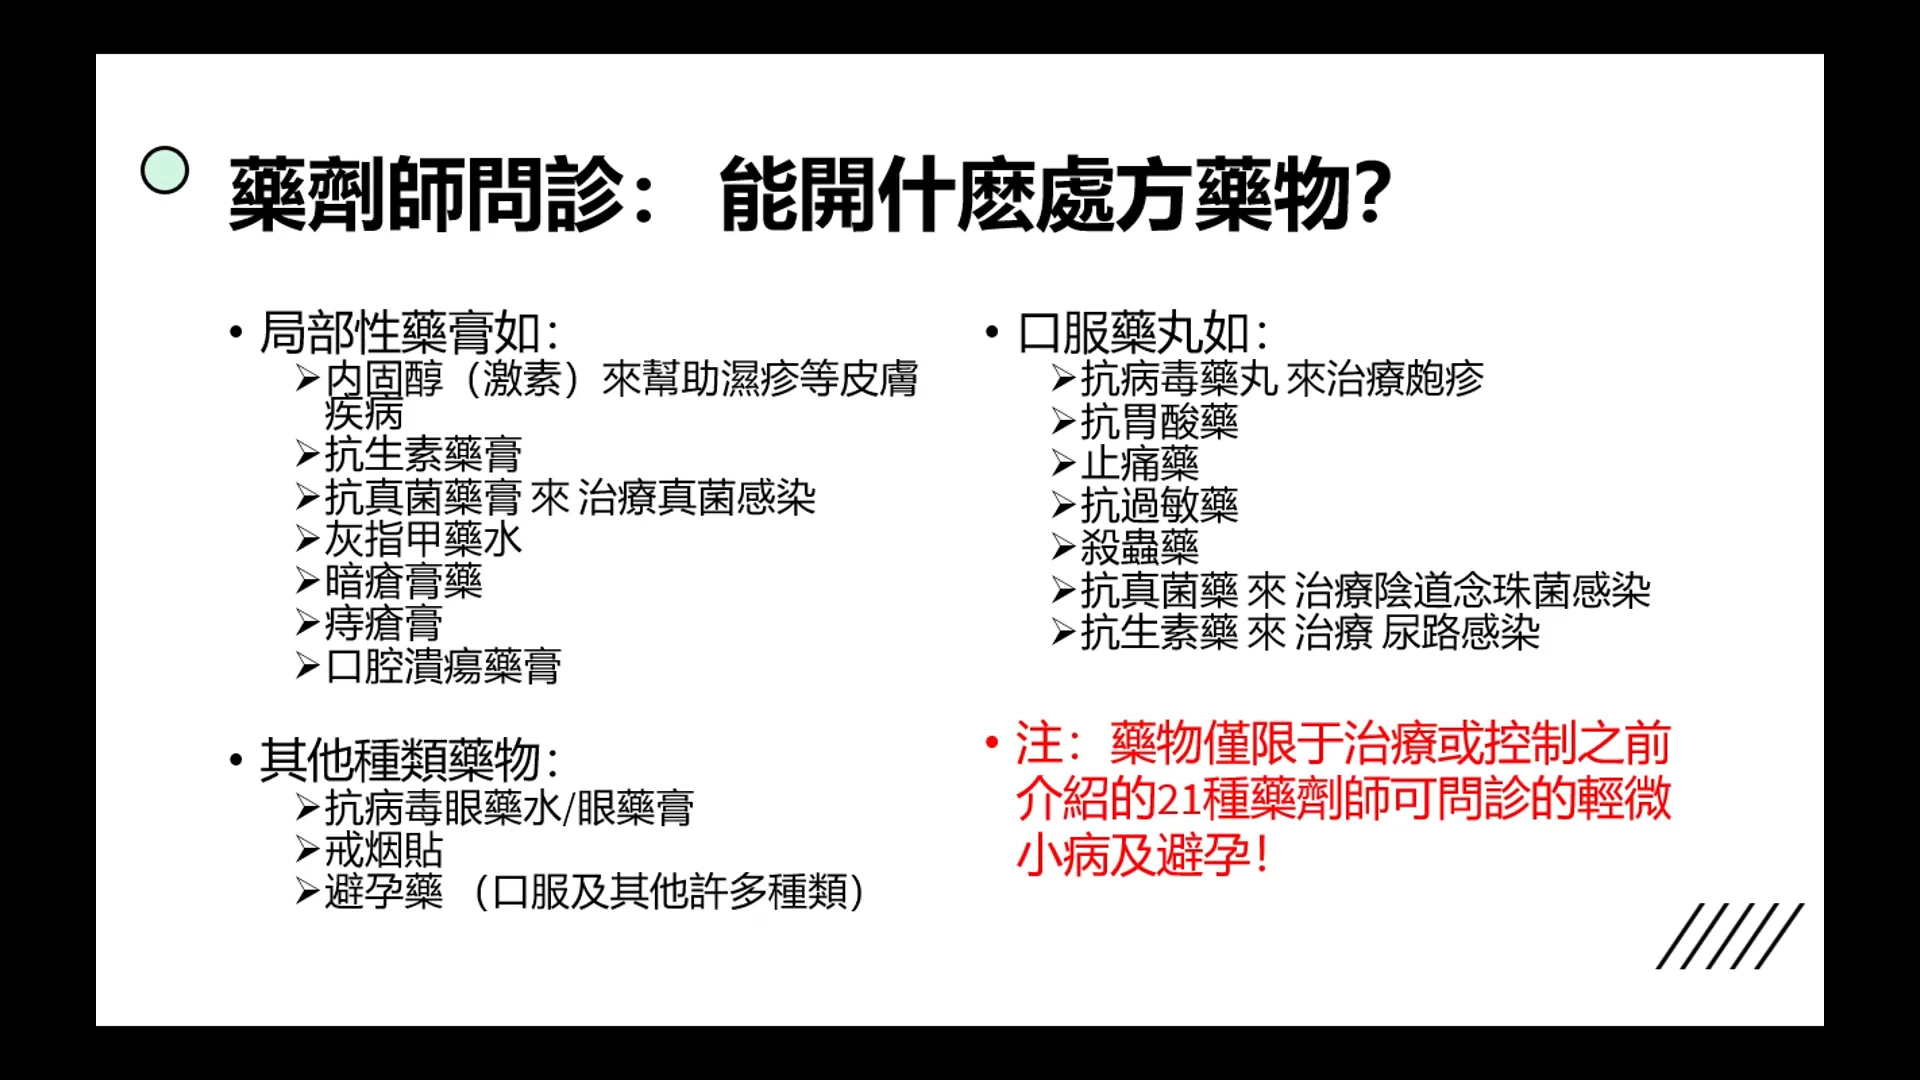 藥劑師問診： 能開什麽處方藥物？
• 局部性藥膏如：
➢内固醇（激素）來幫助濕疹等皮膚
疾病
➢抗生素藥膏
➢抗真菌藥膏 來 治療真菌感染
➢灰指甲藥水
➢暗瘡膏藥
➢痔瘡膏
➢口腔潰瘍藥膏
• 其他種類藥物：
➢抗病毒眼藥水/眼藥膏
➢戒烟貼
➢避孕藥 （口服及其他許多種類）
• 口服藥丸如：
➢抗病毒藥丸 來治療皰疹
➢抗胃酸藥
➢止痛藥
➢抗過敏藥
➢殺蟲藥
➢抗真菌藥 來 治療陰道念珠菌感染
➢抗生素藥 來 治療 尿路感染
• 注：藥物僅限于治療或控制之前
介紹的21種藥劑師可問診的輕微
小病及避孕！